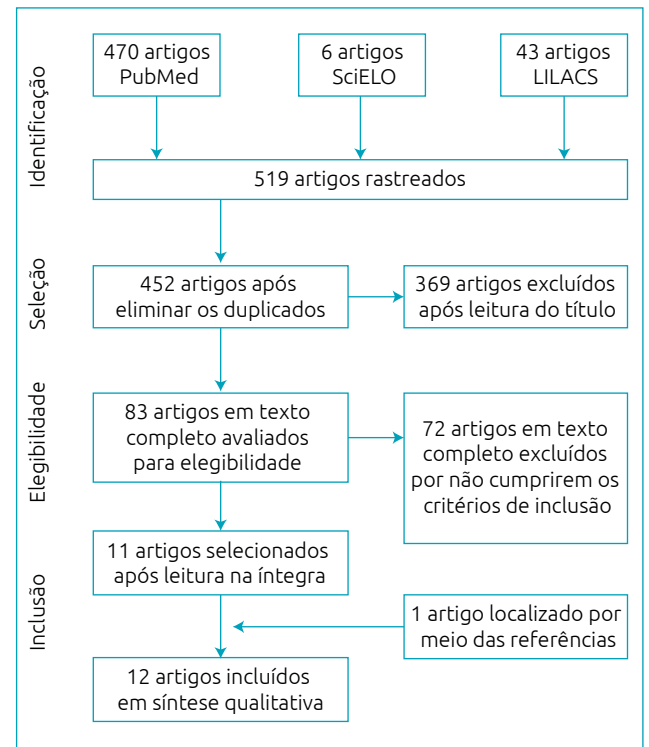 Identificação
470 artigos
PubMed
6 artigos
SciELO
43 artigos
LILACS
519 artigos rastreados
Seleção
452 artigos após
eliminar os duplicados
369 artigos excluídos
após leitura do título
Elegibilidade
83 artigos em texto
completo avaliados
para elegibilidade
72 artigos em texto
completo excluídos
por não cumprirem os
critérios de inclusão
Inclusão
11 artigos selecionados
após leitura na íntegra
1 artigo localizado por
meio das referências
12 artigos incluídos
em síntese qualitativa